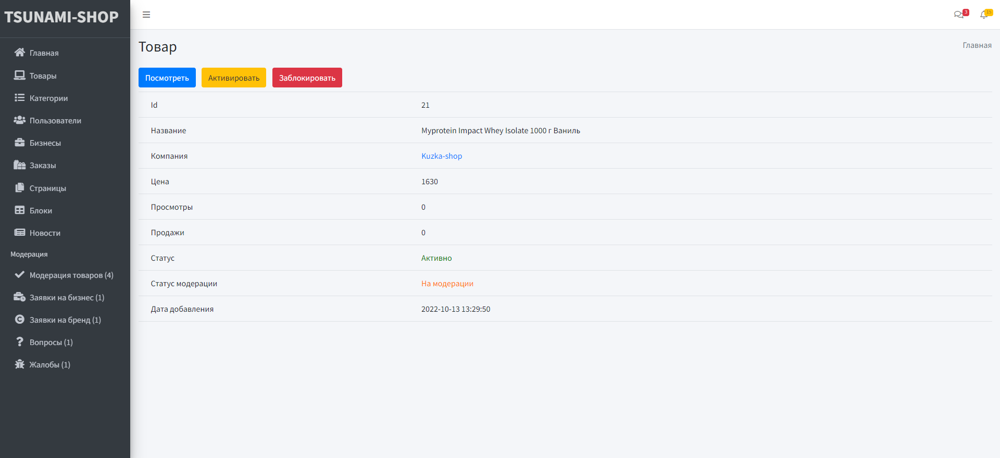 TSUNAMI-SHOP
3
15
Главная
Товары
Категории
Пользователи
Бизнесы
Заказы
Страницы
Блоки
Новости
Модерация
Модерация товаров (4)
Заявки на бизнес (1)
Заявки на бренд (1)
Вопросы (1)
Жалобы (1)
Товар
Главная
Посмотреть Активировать Заблокировать
Id 21
Название Myprotein Impact Whey Isolate 1000 г Ваниль
Компания Kuzka-shop
Цена 1630
Просмотры 0
Продажи 0
Статус Активно
Статус модерации На модерации
Дата добавления 2022-10-13 13:29:50